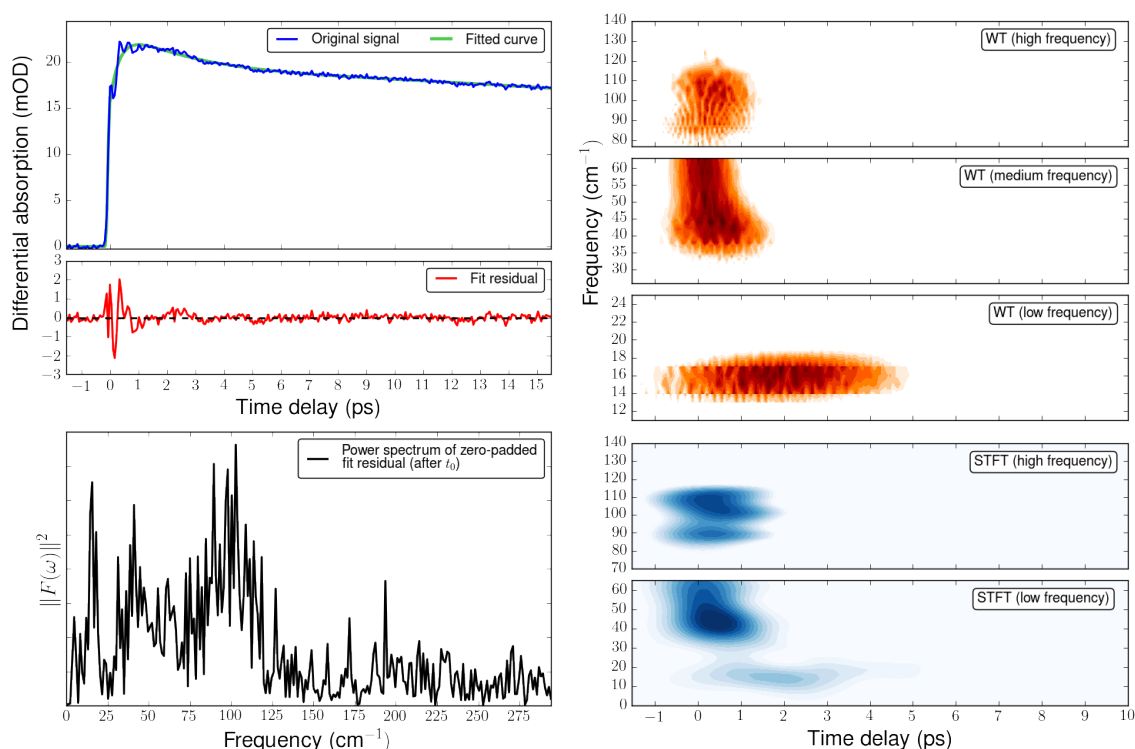 Differential absorption (mOD)
20
15
10
5
0
Original signal
Fitted curve
3
2
1
0
−1
−2
−3
Fit residual
−1 0 1 2 3 4 5 6 7 8 9 10 11 12 13 14 15
Time delay (ps)
||F(ω)||²
Power spectrum of zero-padded
fit residual (after t₀)
0 25 50 75 100 125 150 175 200 225 250 275
Frequency (cm⁻¹)
Frequency (cm⁻¹)
140
130
120
110
100
90
80
WT (high frequency)
60
55
50
45
40
35
30
WT (medium frequency)
24
22
20
18
16
14
12
WT (low frequency)
140
130
120
110
100
90
80
70
STFT (high frequency)
60
50
40
30
20
10
0
STFT (low frequency)
−1 0 1 2 3 4 5 6 7 8 9 10
Time delay (ps)